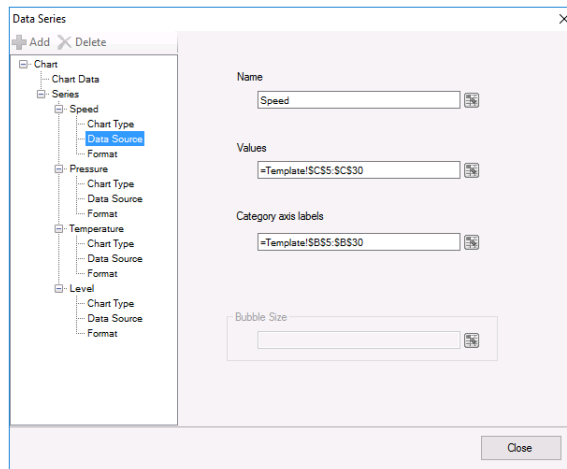 Data Series
Add Delete
Chart
Chart Data
Series
Speed
Chart Type
Data Source
Format
Pressure
Chart Type
Data Source
Format
Temperature
Chart Type
Data Source
Format
Level
Chart Type
Data Source
Format
Name
Speed
Values
=Template!$C$5:$C$30
Category axis labels
=Template!$B$5:$B$30
Bubble Size
Close